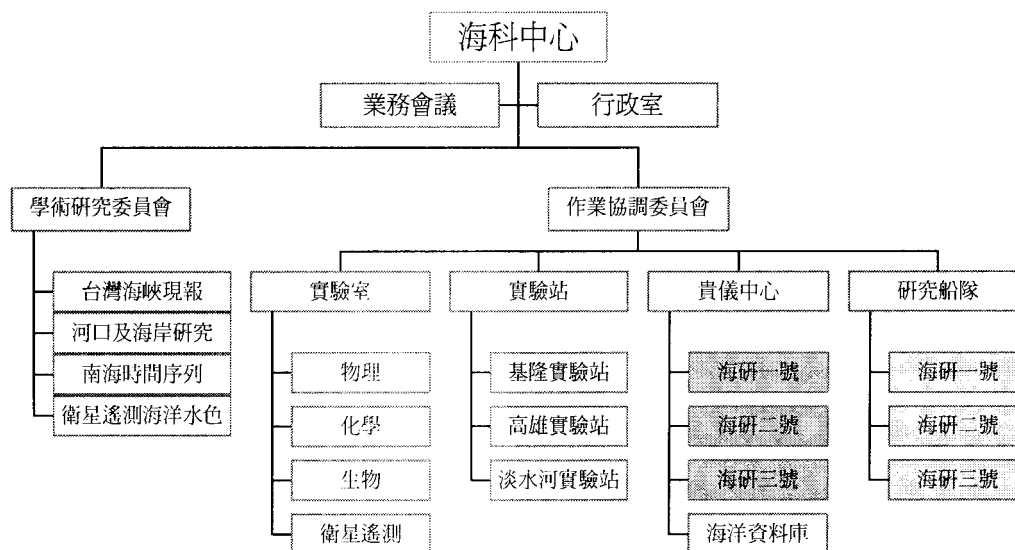 海科中心
業務會議
行政室
學術研究委員會
作業協調委員會
台灣海峽現報
河口及海岸研究
南海時間序列
衛星遙測海洋水色
實驗室
實驗站
貴儀中心
研究船隊
物理
化學
生物
衛星遙測
基隆實驗站
高雄實驗站
淡水河實驗站
海研一號
海研二號
海研三號
海洋資料庫
海研一號
海研二號
海研三號